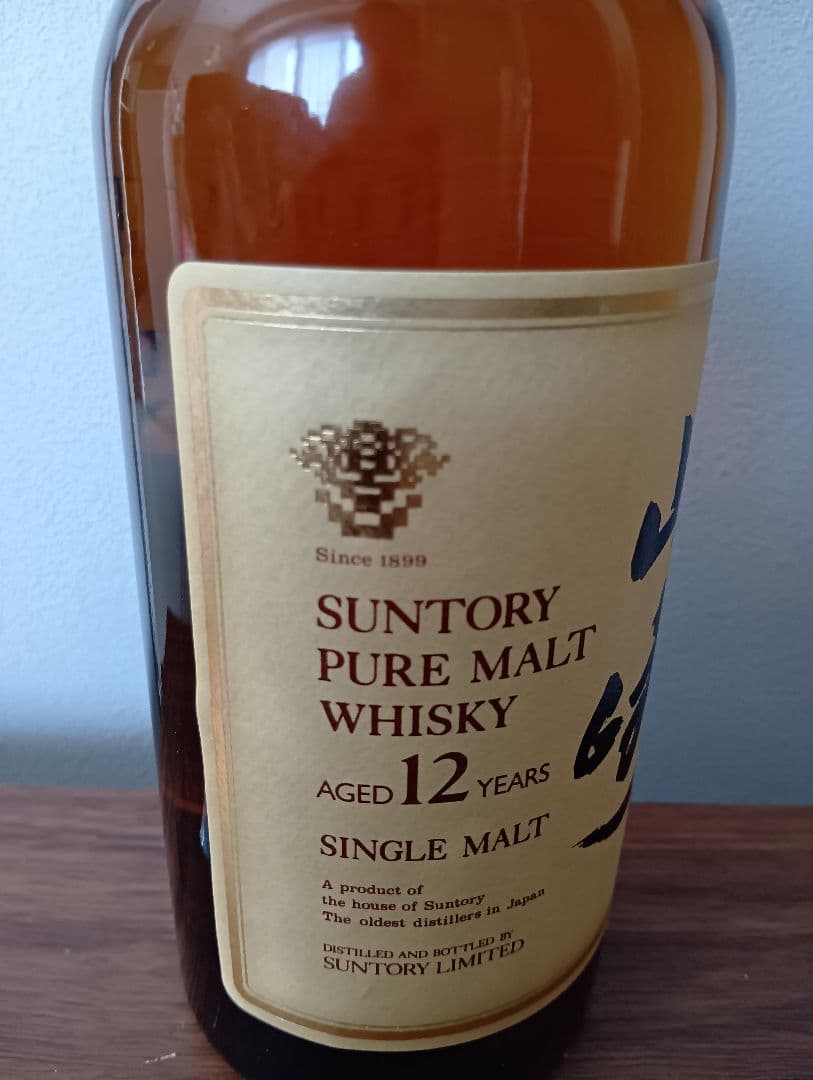 Since 1899
SUNTORY
PURE MALT
WHISKY
AGED 12 YEARS
SINGLE MALT
A product of
the house of Suntory
The oldest distillers in Japan
DISTILLED AND BOTTLED BY
SUNTORY LIMITED
山